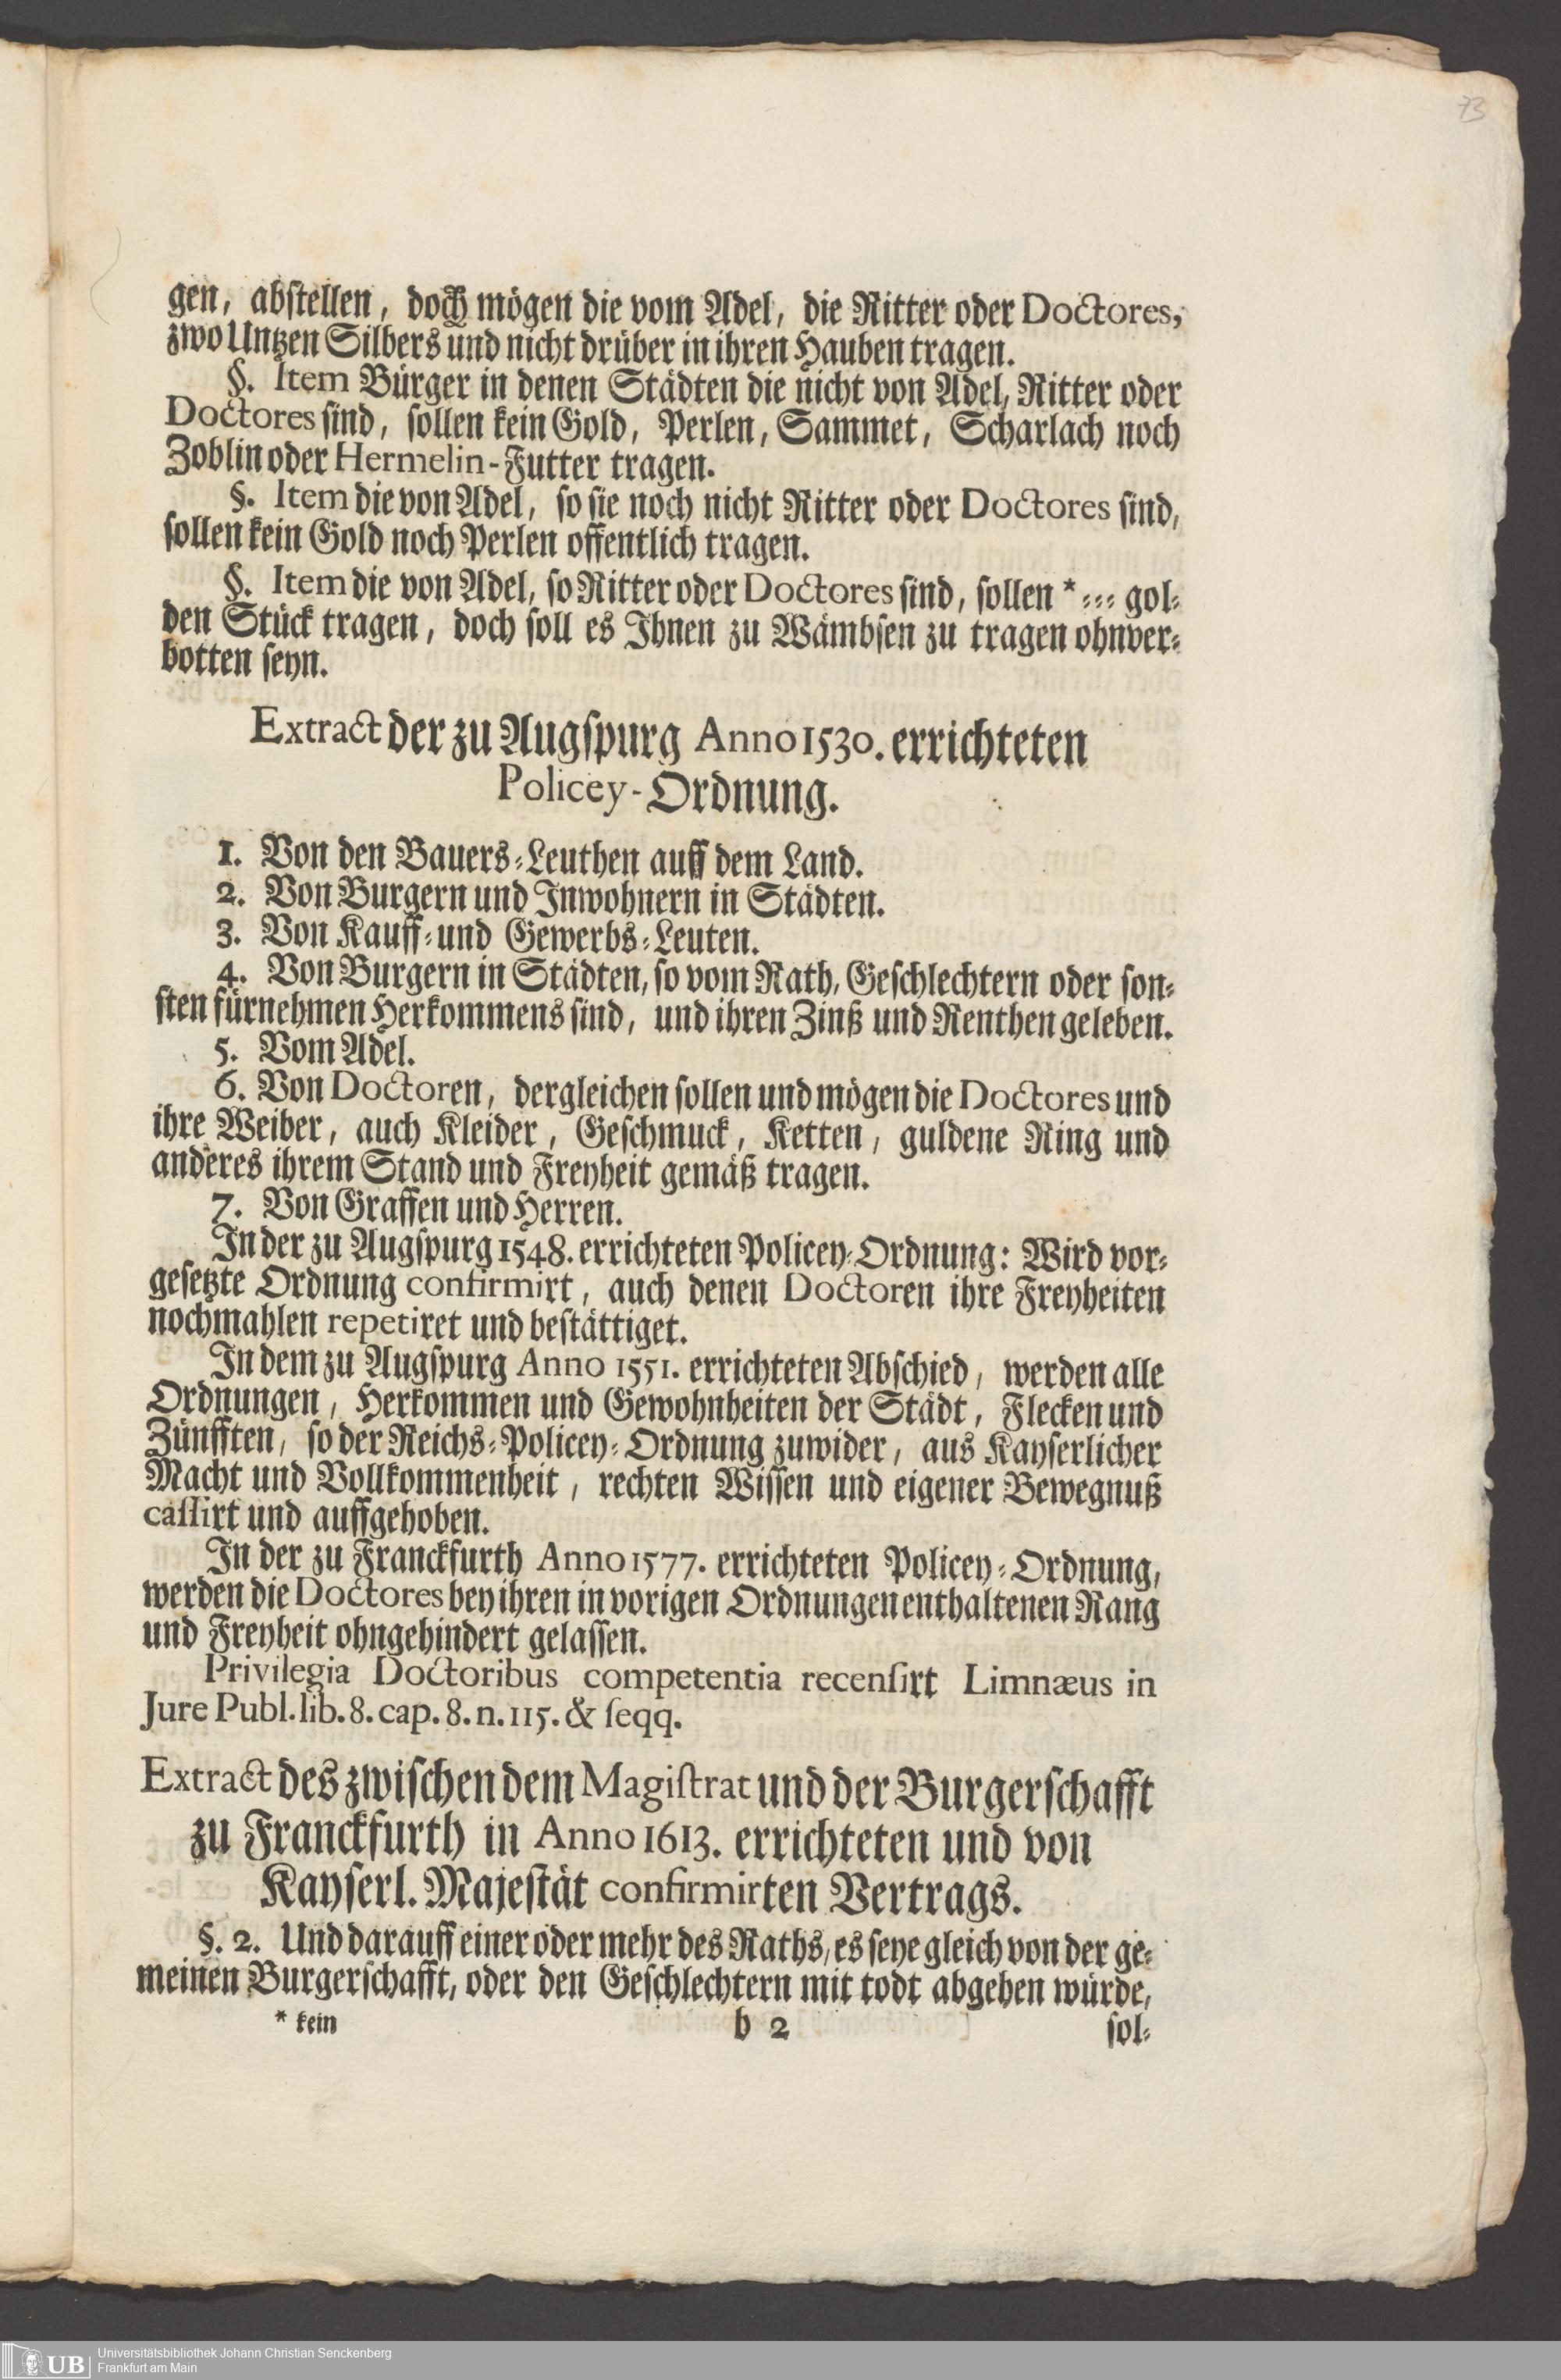 73
gen, abstellen, doch mögen die vom Adel, die Ritter oder Doctores,
zwo Untzen Silbers und nicht drüber in ihren Hauben tragen.
§. Item Bürger in denen Städten die nicht von Adel, Ritter oder
Doctores sind, sollen kein Gold, Perlen, Sammet, Scharlach noch
Zoblin oder Hermelin-Futter tragen.
§. Item die von Adel, so sie noch nicht Ritter oder Doctores sind,
sollen kein Gold noch Perlen offentlich tragen.
§. Item die von Adel, so Ritter oder Doctores sind, sollen * ⸗⸗⸗ gol⸗
den Stück tragen, doch soll es Ihnen zu Wämbsen zu tragen ohnver⸗
botten seyn.
Extract der zu Augspurg Anno 1530. errichteten
Policey-Ordnung.
1. Von den Bauers⸗Leuthen auff dem Land.
2. Von Burgern und Inwohnern in Städten.
3. Von Kauff⸗und Gewerbs⸗Leuten.
4. Von Burgern in Städten, so vom Rath, Geschlechtern oder son⸗
sten fürnehmen Herkommens sind, und ihren Zinß und Renthen geleben.
5. Vom Adel.
6. Von Doctoren, dergleichen sollen und mögen die Doctores und
ihre Weiber, auch Kleider, Geschmuck, Ketten, guldene Ring und
anderes ihrem Stand und Freyheit gemäß tragen.
7. Von Graffen und Herren.
In der zu Augspurg 1548. errichteten Policey⸗Ordnung: Wird vor⸗
gesetzte Ordnung confirmirt, auch denen Doctoren ihre Freyheiten
nochmahlen repetiret und bestättiget.
In dem zu Augspurg Anno 1551. errichteten Abschied, werden alle
Ordnungen, Herkommen und Gewohnheiten der Städt, Flecken und
Zünfften, so der Reichs⸗Policey⸗Ordnung zuwider, aus Kayserlicher
Macht und Vollkommenheit, rechten Wissen und eigener Bewegnuß
cassirt und auffgehoben.
In der zu Franckfurth Anno 1577. errichteten Policey⸗Ordnung,
werden die Doctores bey ihren in vorigen Ordnungen enthaltenen Rang
und Freyheit ohngehindert gelassen.
Privilegia Doctoribus competentia recensirt Limnæus in
Jure Publ. lib. 8. cap. 8. n. 115. & seqq.
Extract des zwischen dem Magistrat und der Burgerschafft
zu Franckfurth in Anno 1613. errichteten und von
Kayserl. Majestät confirmirten Vertrags.
§. 2. Und darauff einer oder mehr des Raths, es seye gleich von der ge⸗
meinen Burgerschafft, oder den Geschlechtern mit todt abgehen würde,
* kein b 2 sol⸗
UB Universitätsbibliothek Johann Christian Senckenberg
Frankfurt am Main